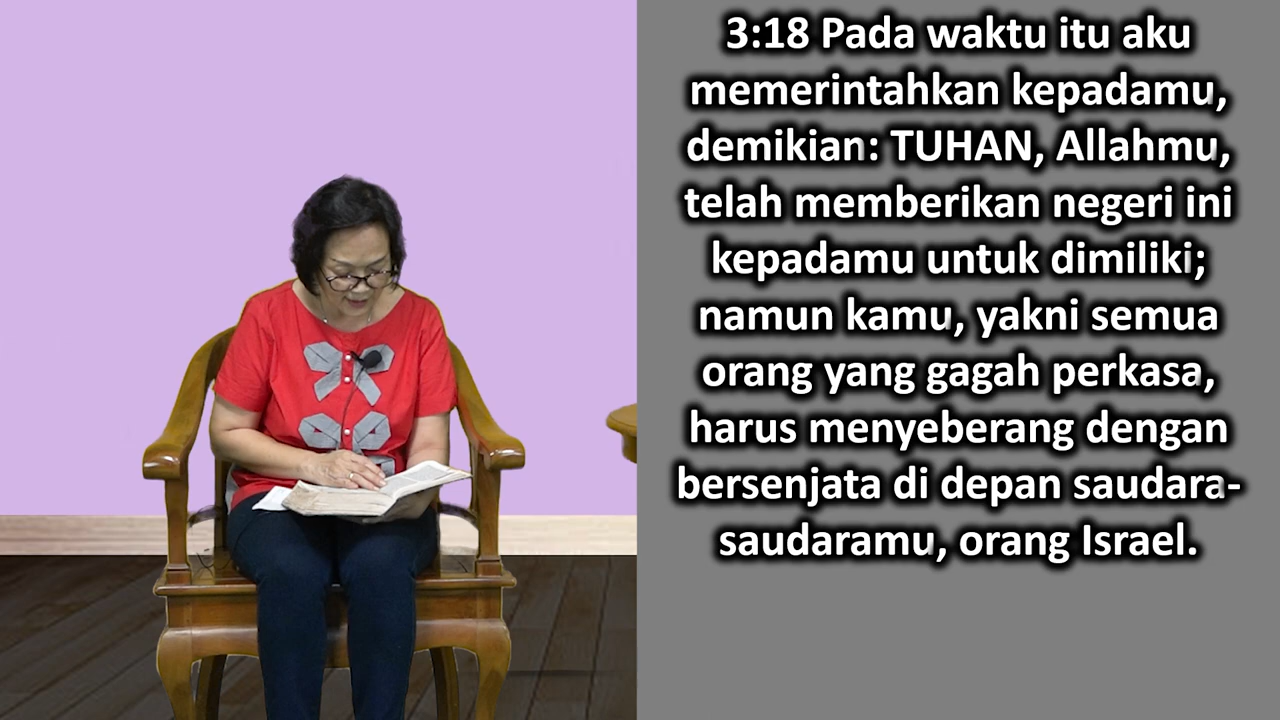 3:18 Pada waktu itu aku
memerintahkan kepadamu,
demikian: TUHAN, Allahmu,
telah memberikan negeri ini
kepadamu untuk dimiliki;
namun kamu, yakni semua
orang yang gagah perkasa,
harus menyeberang dengan
bersenjata di depan saudara-
saudaramu, orang Israel.